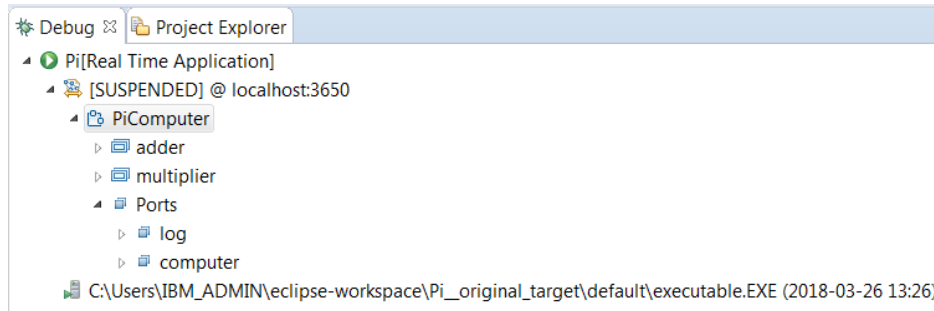 Debug Project Explorer
Pi[Real Time Application]
[SUSPENDED] @ localhost:3650
PiComputer
adder
multiplier
Ports
log
computer
C:\Users\IBM_ADMIN\eclipse-workspace\Pi__original_target\default\executable.EXE (2018-03-26 13:26)